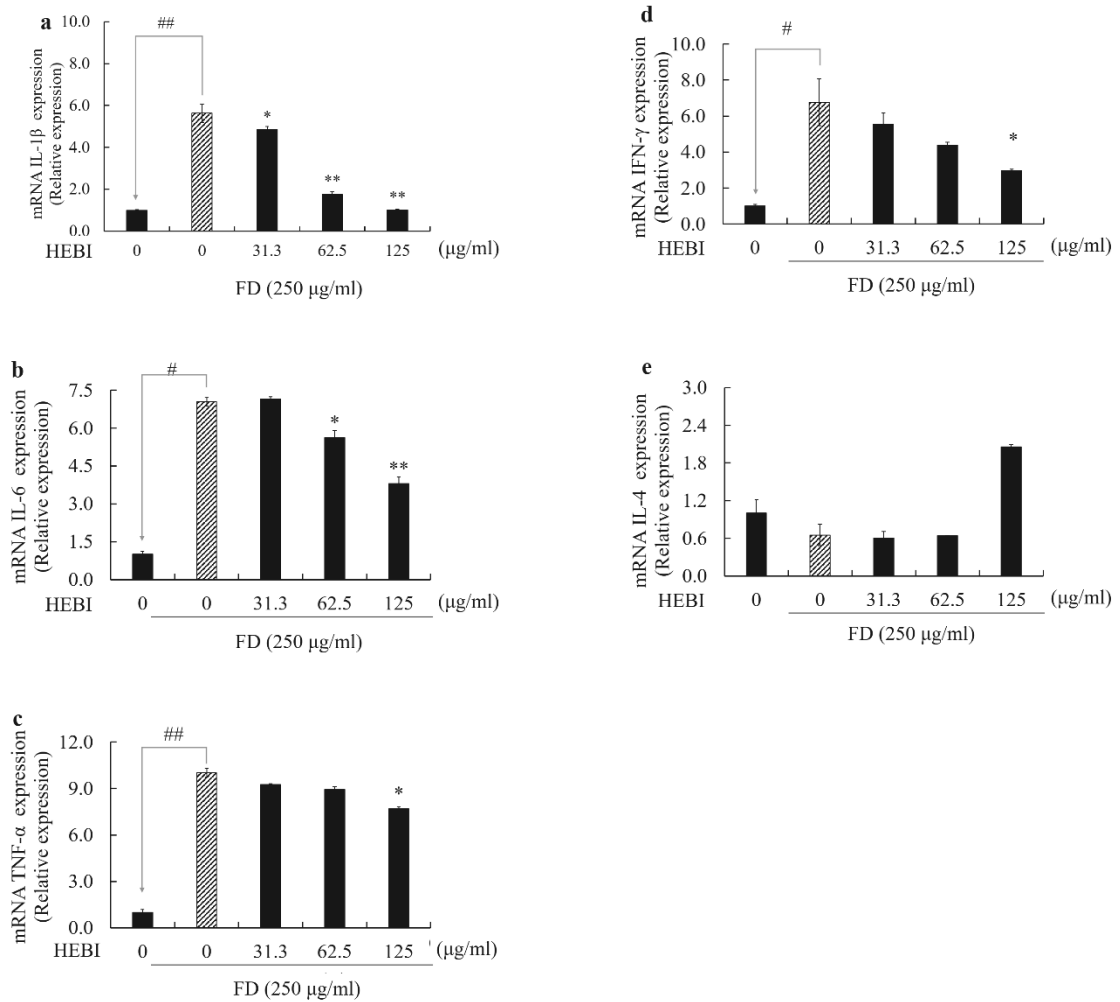 a
mRNA IL-1β expression
(Relative expression)
10.0
8.0
6.0
4.0
2.0
0.0
##
*
**
**
HEBI 0 0 31.3 62.5 125 (μg/ml)
FD (250 μg/ml)
b
mRNA IL-6 expression
(Relative expression)
7.5
6.0
4.5
3.0
1.5
0.0
#
*
**
HEBI 0 0 31.3 62.5 125 (μg/ml)
FD (250 μg/ml)
c
mRNA TNF-α expression
(Relative expression)
12.0
9.0
6.0
3.0
0.0
##
*
HEBI 0 0 31.3 62.5 125 (μg/ml)
FD (250 μg/ml)
d
mRNA IFN-γ expression
(Relative expression)
10.0
8.0
6.0
4.0
2.0
0.0
#
*
HEBI 0 0 31.3 62.5 125 (μg/ml)
FD (250 μg/ml)
e
mRNA IL-4 expression
(Relative expression)
3.0
2.4
1.8
1.2
0.6
0.0
HEBI 0 0 31.3 62.5 125 (μg/ml)
FD (250 μg/ml)